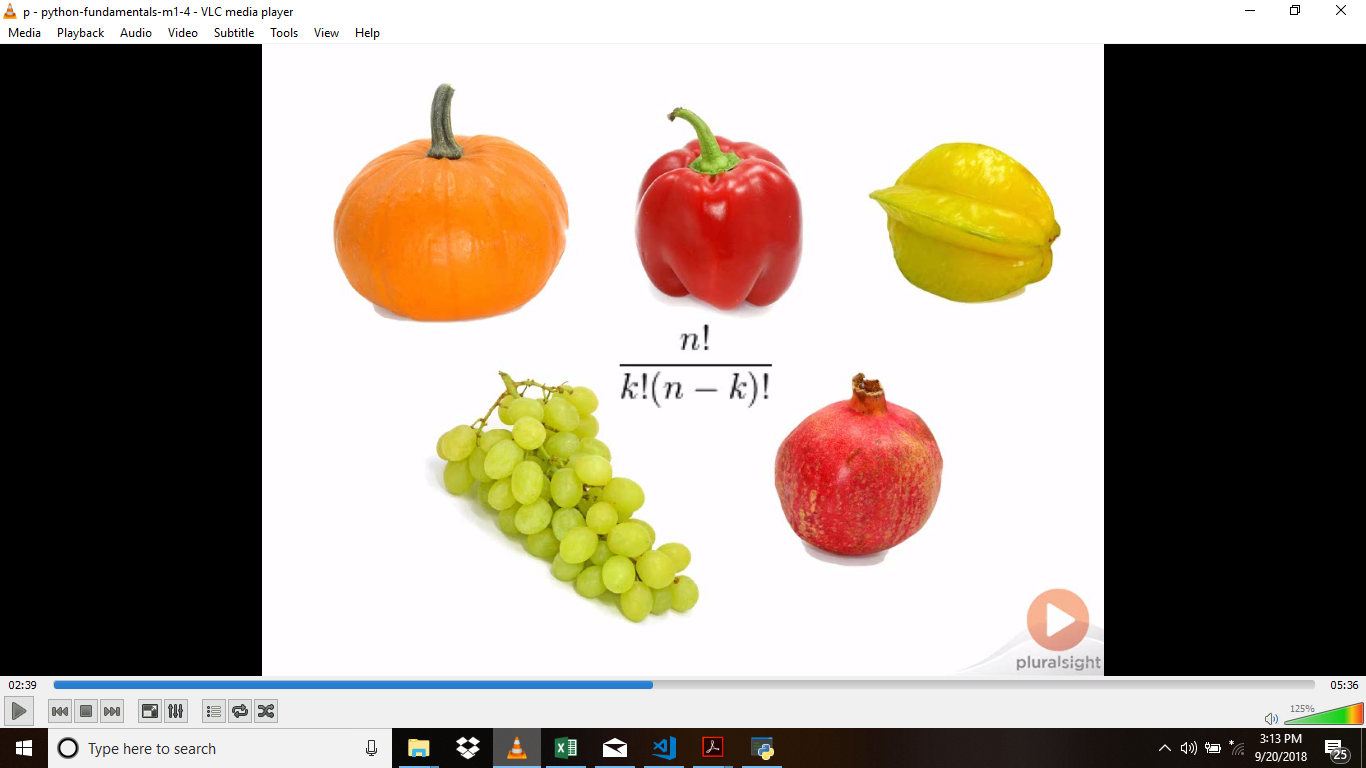 p - python-fundamentals-m1-4 - VLC media player
Media Playback Audio Video Subtitle Tools View Help
n!
k!(n − k)!
pluralsight
02:39
05:36
125%
Type here to search
3:13 PM
9/20/2018
25